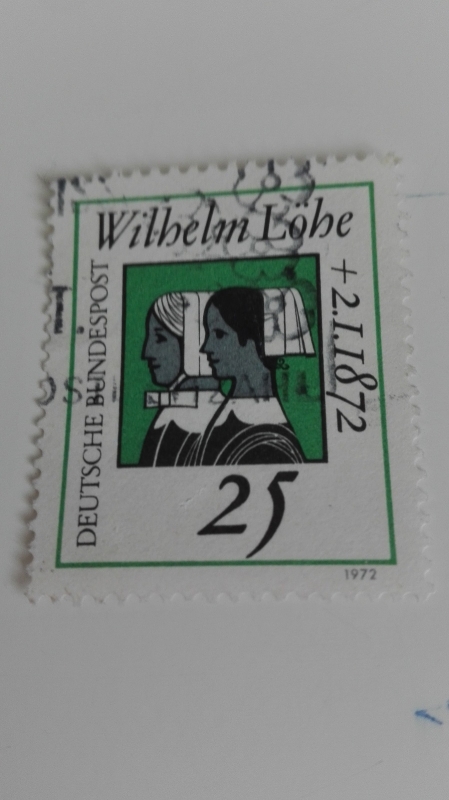 Wilhelm Löhe
+ 2.1.1872
DEUTSCHE BUNDESPOST
25
1972